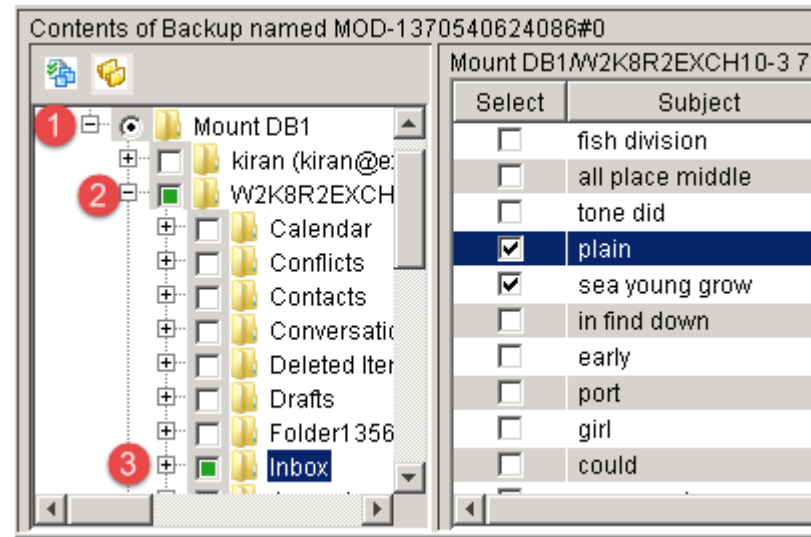 Contents of Backup named MOD-1370540624086#0
Mount DB1/W2K8R2EXCH10-3 7
Select Subject
1 Mount DB1
kiran (kiran@e
2 W2K8R2EXCH
Calendar
Conflicts
Contacts
Conversatio
Deleted Iter
Drafts
Folder1356
3 Inbox
fish division
all place middle
tone did
plain
sea young grow
in find down
early
port
girl
could